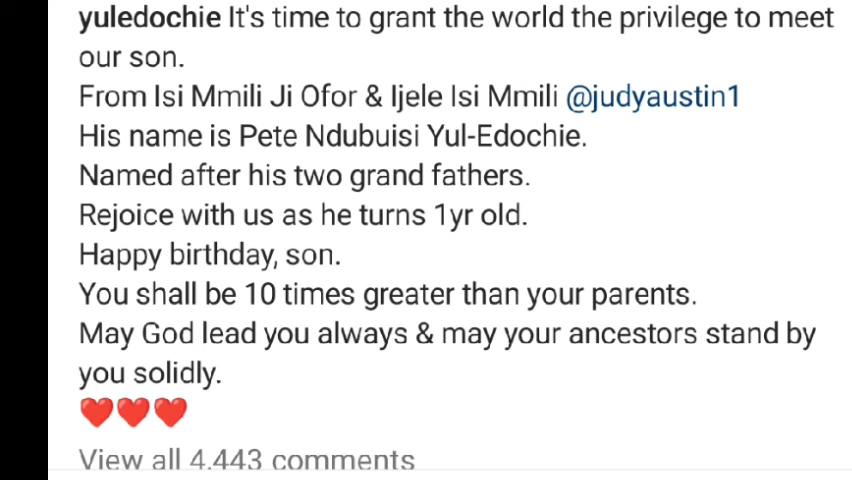 yuledochie It's time to grant the world the privilege to meet
our son.
From Isi Mmili Ji Ofor & Ijele Isi Mmili @judyaustin1
His name is Pete Ndubuisi Yul-Edochie.
Named after his two grand fathers.
Rejoice with us as he turns 1yr old.
Happy birthday, son.
You shall be 10 times greater than your parents.
May God lead you always & may your ancestors stand by
you solidly.
❤️❤️❤️
View all 4,443 comments